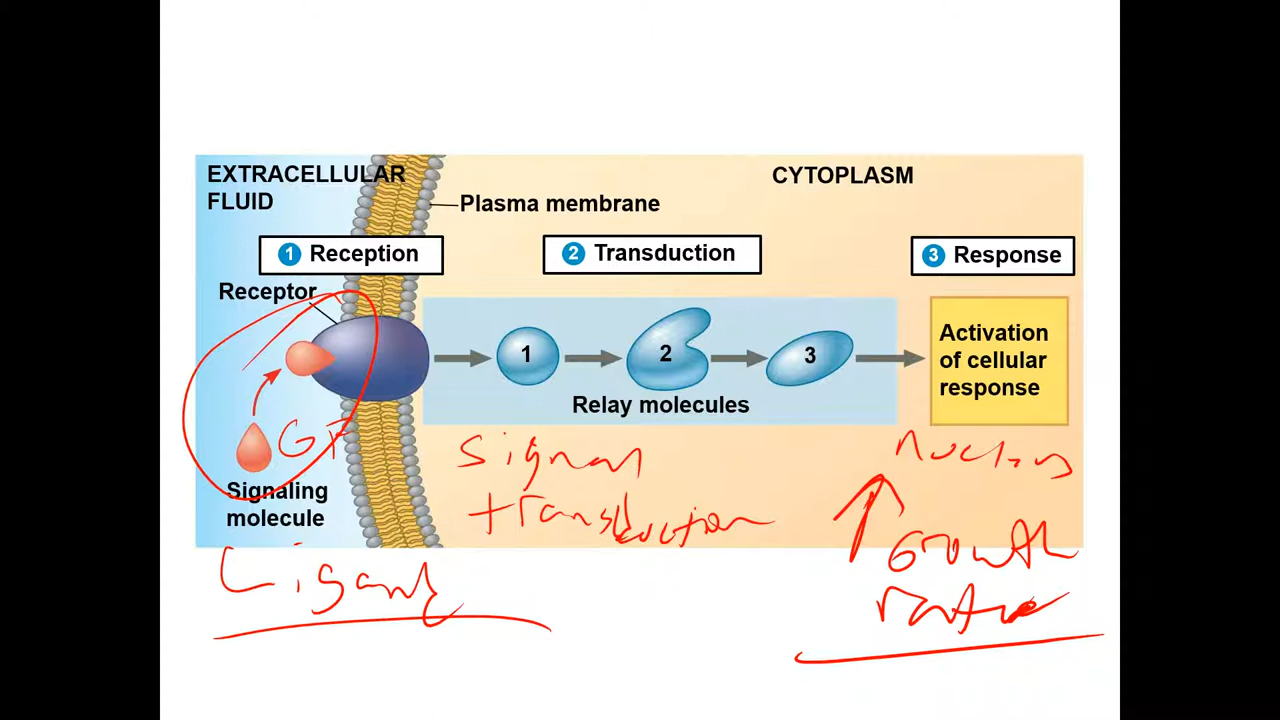 EXTRACELLULAR
FLUID
CYTOPLASM
Plasma membrane
1 Reception
2 Transduction
3 Response
Receptor
1
2
3
Relay molecules
Activation
of cellular
response
GF
Signaling
molecule
Signal
transduction
nucleus
Growth
rate
Ligand